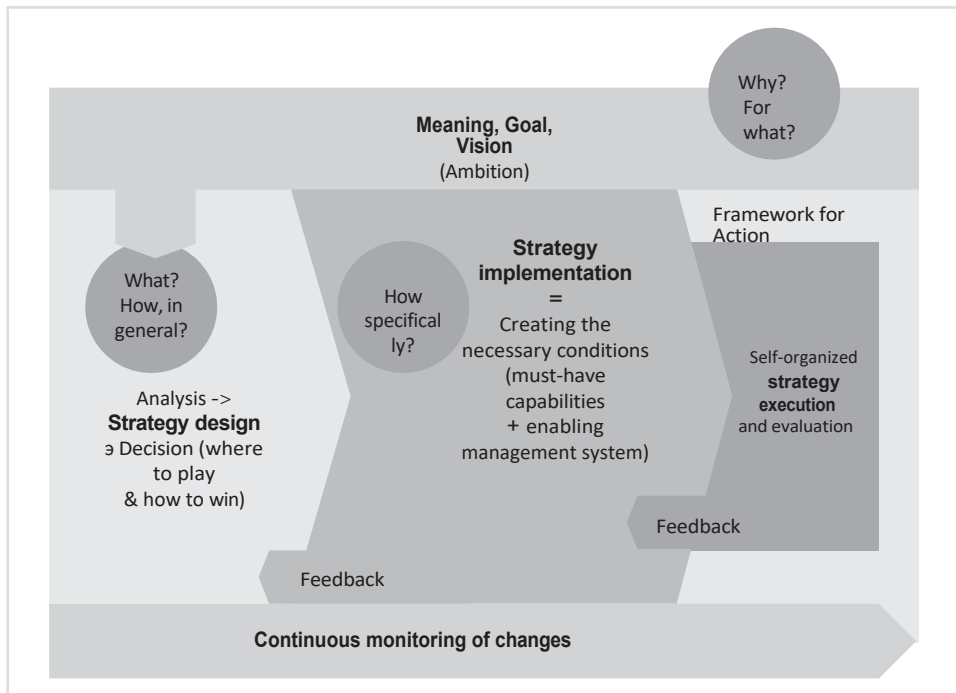 Why?
For
what?
Meaning, Goal,
Vision
(Ambition)
Framework for
Action
What?
How, in
general?
How
specifical
ly?
Strategy
implementation
=
Creating the
necessary conditions
(must-have
capabilities
+ enabling
management system)
Analysis ->
Strategy design
э Decision (where
to play
& how to win)
Self-organized
strategy
execution
and evaluation
Feedback
Feedback
Continuous monitoring of changes